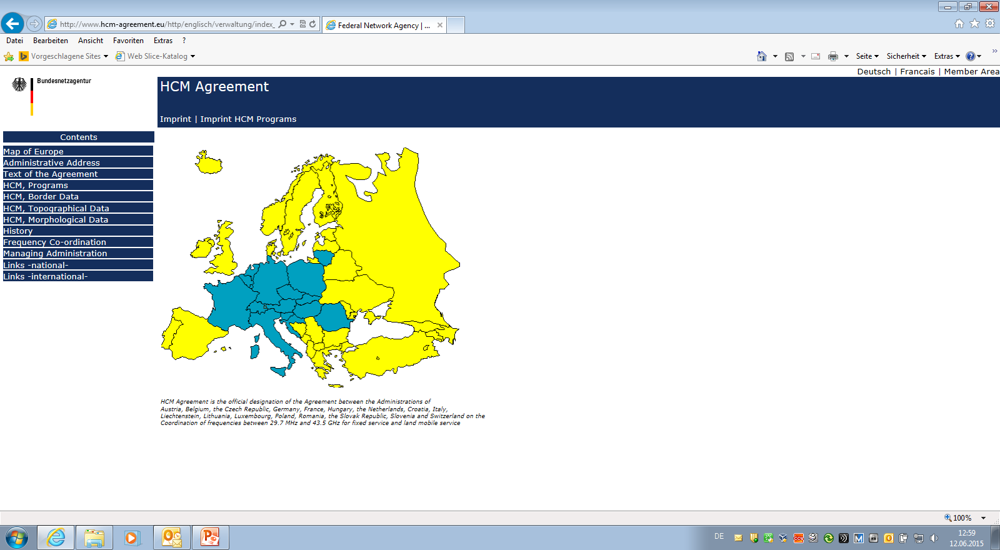 http://www.hcm-agreement.eu/http/englisch/verwaltung/index_
Federal Network Agency | ...
Datei Bearbeiten Ansicht Favoriten Extras ?
Vorgeschlagene Sites Web Slice-Katalog
Seite Sicherheit Extras
Deutsch | Francais | Member Area
Bundesnetzagentur
HCM Agreement
Imprint | Imprint HCM Programs
Contents
Map of Europe
Administrative Address
Text of the Agreement
HCM, Programs
HCM, Border Data
HCM, Topographical Data
HCM, Morphological Data
History
Frequency Co-ordination
Managing Administration
Links -national-
Links -international-
HCM Agreement is the official designation of the Agreement between the Administrations of
Austria, Belgium, the Czech Republic, Germany, France, Hungary, the Netherlands, Croatia, Italy,
Liechtenstein, Lithuania, Luxembourg, Poland, Romania, the Slovak Republic, Slovenia and Switzerland on the
Coordination of frequencies between 29.7 MHz and 43.5 GHz for fixed service and land mobile service
100%
DE
12:59
12.06.2015